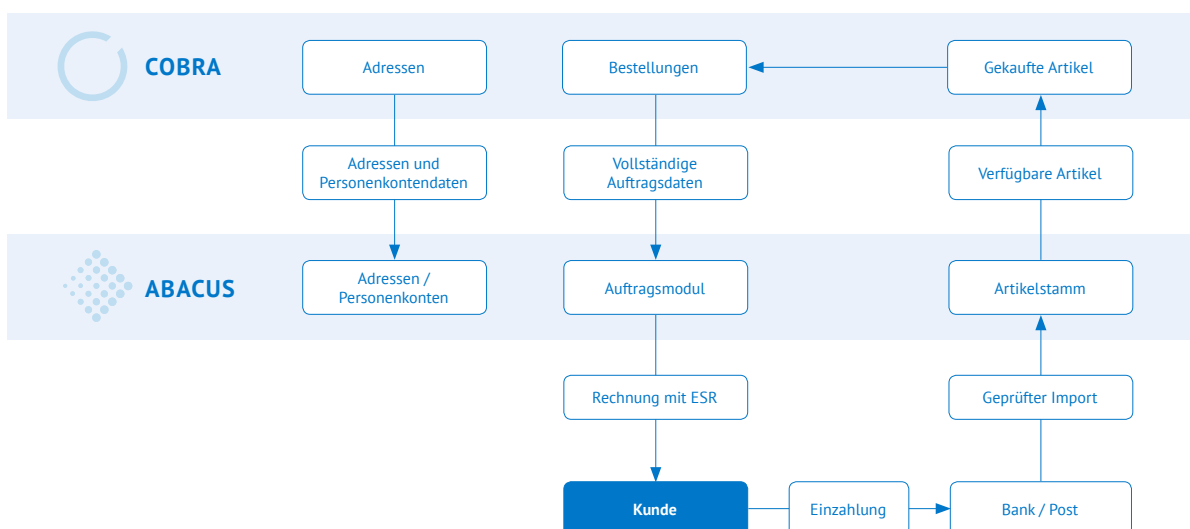 COBRA
Adressen
Bestellungen
Gekaufte Artikel
Adressen und
Personenkontendaten
Vollständige
Auftragsdaten
Verfügbare Artikel
ABACUS
Adressen /
Personenkonten
Auftragsmodul
Artikelstamm
Rechnung mit ESR
Geprüfter Import
Kunde
Einzahlung
Bank / Post